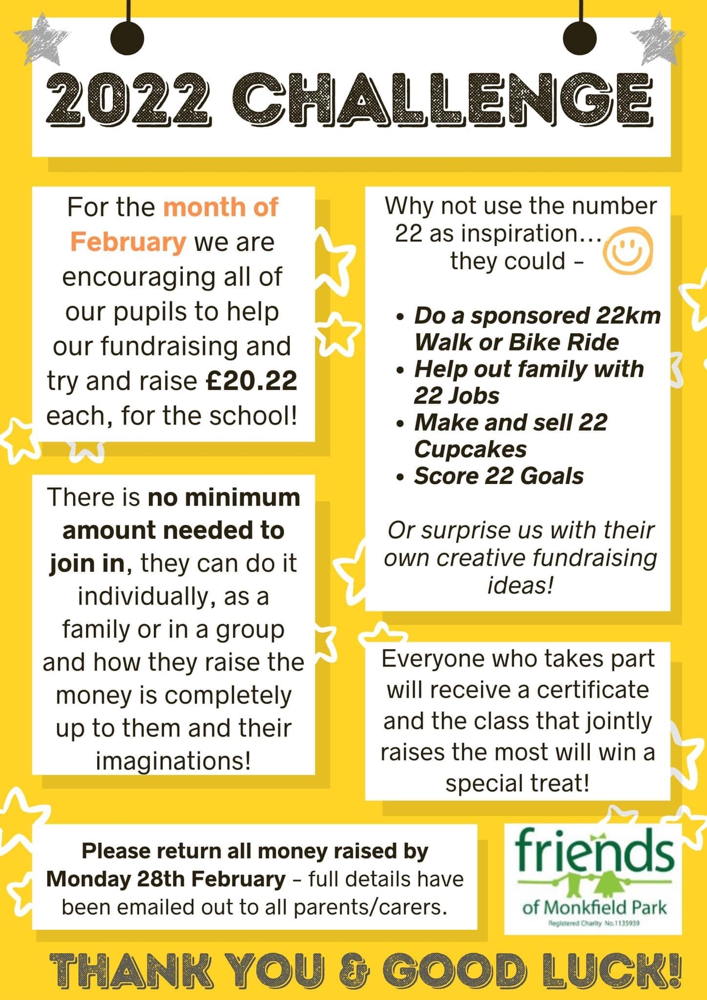 2022 CHALLENGE
For the month of
February we are
encouraging all of
our pupils to help
our fundraising and
try and raise £20.22
each, for the school!
There is no minimum
amount needed to
join in, they can do it
individually, as a
family or in a group
and how they raise the
money is completely
up to them and their
imaginations!
Why not use the number
22 as inspiration...
they could -
• Do a sponsored 22km
Walk or Bike Ride
• Help out family with
22 Jobs
• Make and sell 22
Cupcakes
• Score 22 Goals
Or surprise us with their
own creative fundraising
ideas!
Everyone who takes part
will receive a certificate
and the class that jointly
raises the most will win a
special treat!
Please return all money raised by
Monday 28th February - full details have
been emailed out to all parents/carers.
friends
of Monkfield Park
Registered Charity No.1135939
THANK YOU & GOOD LUCK!